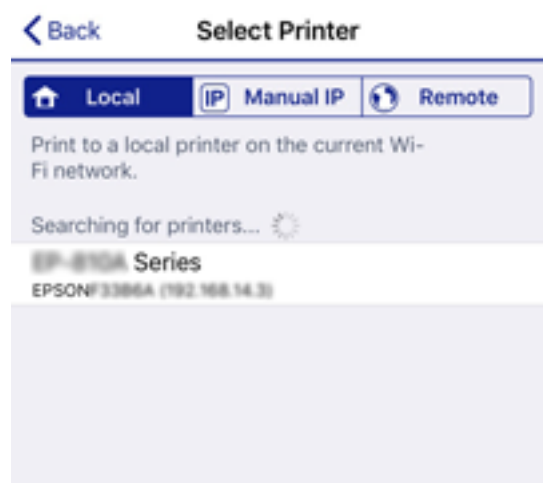 Back Select Printer
Local IP Manual IP Remote
Print to a local printer on the current Wi-
Fi network.
Searching for printers...
Series
EPSON